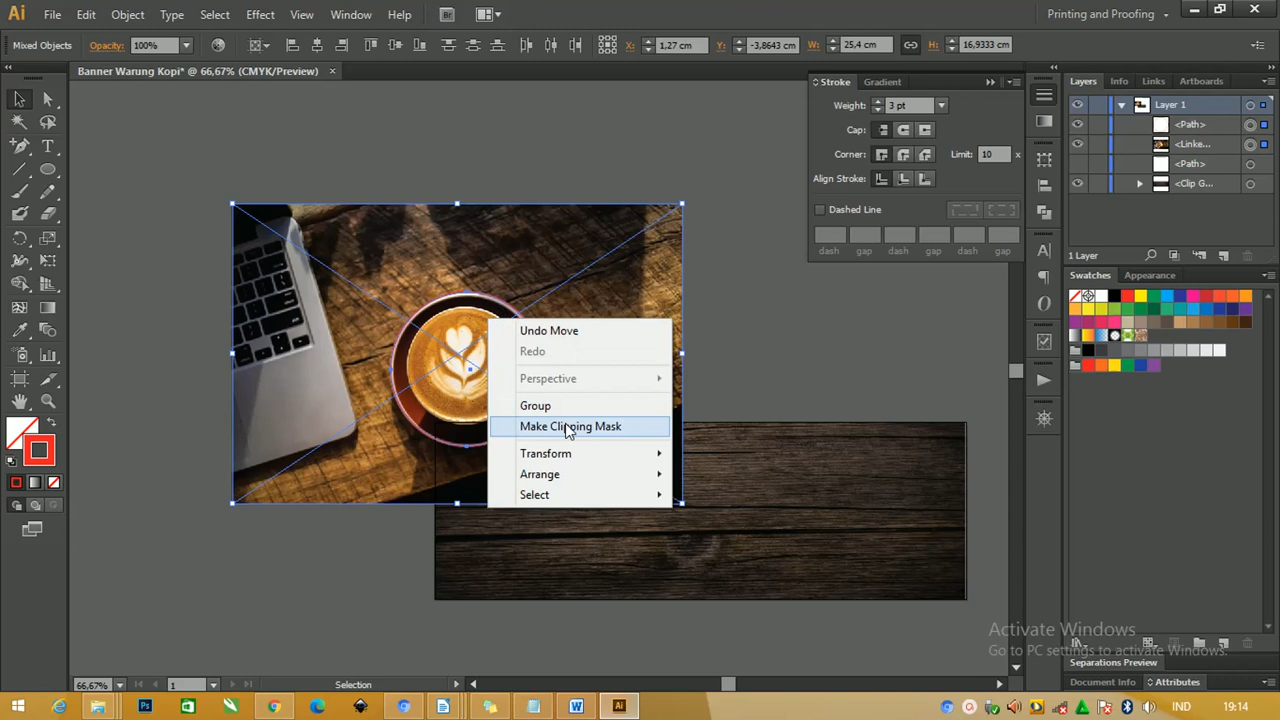 Ai File Edit Object Type Select Effect View Window Help Br Printing and Proofing
Mixed Objects Opacity: 100% X: 1,27 cm Y: -3,8643 cm W: 25,4 cm H: 16,9333 cm
Banner Warung Kopi* @ 66,67% (CMYK/Preview)
Stroke Gradient
Weight: 3 pt
Cap:
Corner: Limit: 10 x
Align Stroke:
Dashed Line
dash gap dash gap dash gap
Layers Info Links Artboards
Layer 1
<Path>
<Linke...
<Path>
<Clip G...
1 Layer
Swatches Appearance
Undo Move
Redo
Perspective
Group
Make Clipping Mask
Transform
Arrange
Select
Activate Windows
Go to PC settings to activate Windows.
Separations Preview
Document Info Attributes
66,67% 1 Selection
Ps W Ai IND 19:14